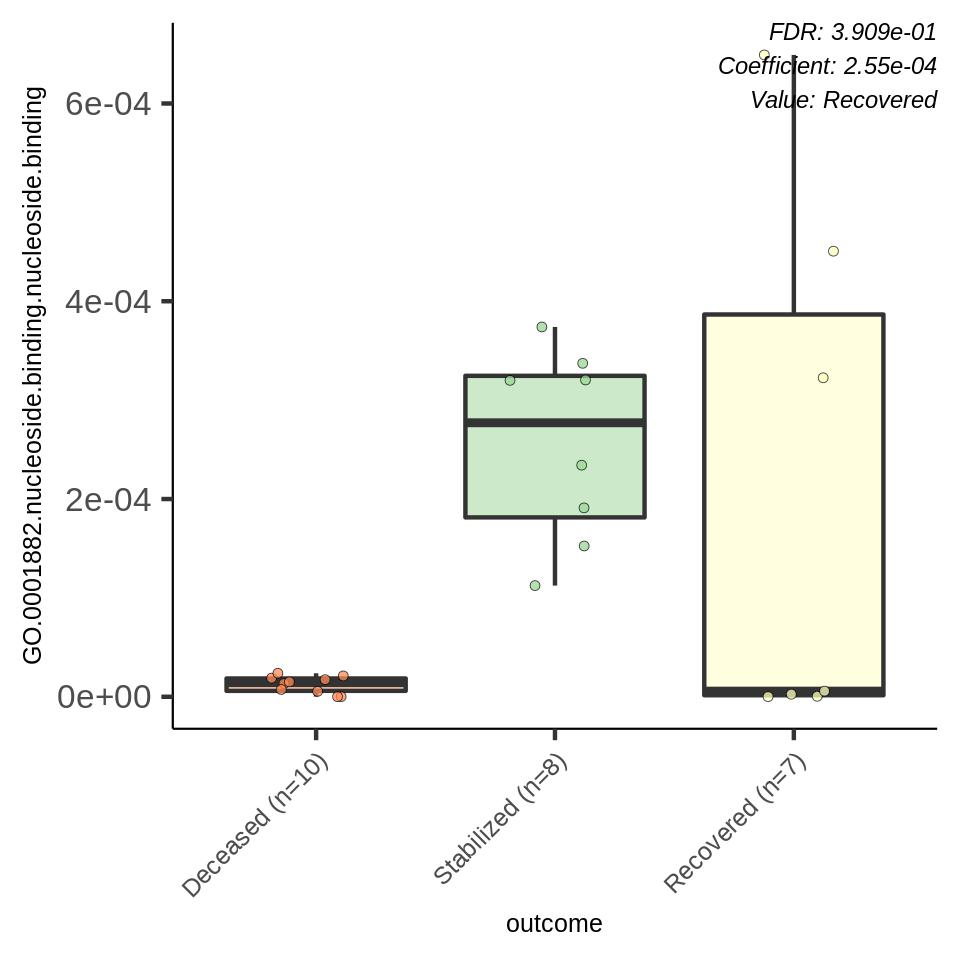 FDR: 3.909e-01
Coefficient: 2.55e-04
Value: Recovered
GO.0001882.nucleoside.binding.nucleoside.binding
6e-04
4e-04
2e-04
0e+00
Deceased (n=10)
Stabilized (n=8)
Recovered (n=7)
outcome